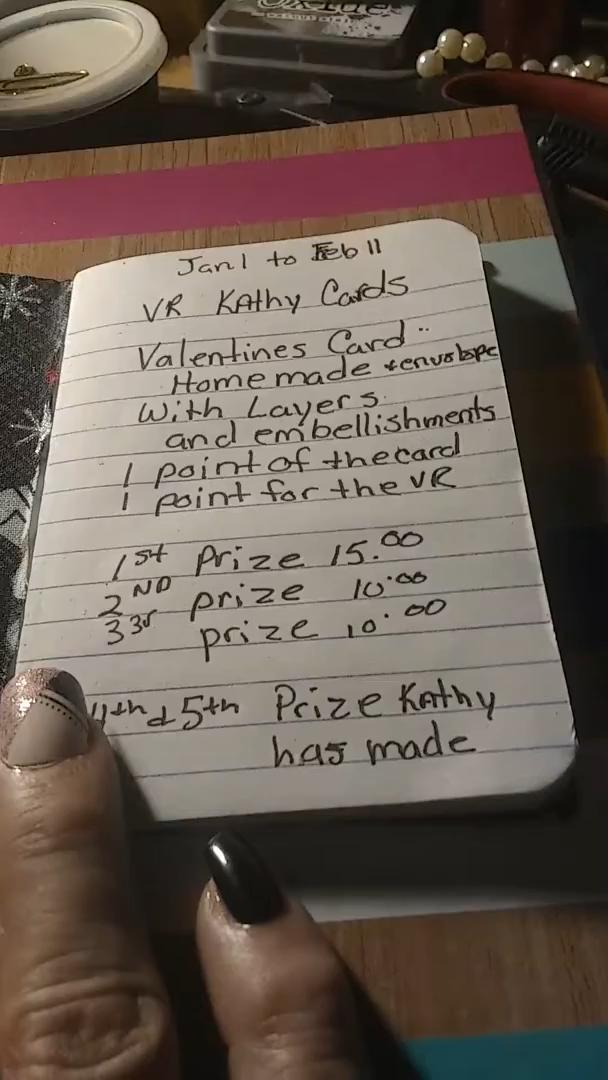 Jan 1 to Feb 11
VR Kathy Cards
Valentines Card..
Homemade + envelope
with Layers.
and embellishments
1 point of the card
1 point for the VR
1st Prize 15.00
2ND prize 10.00
33r prize 10.00
4th & 5th Prize Kathy
has made